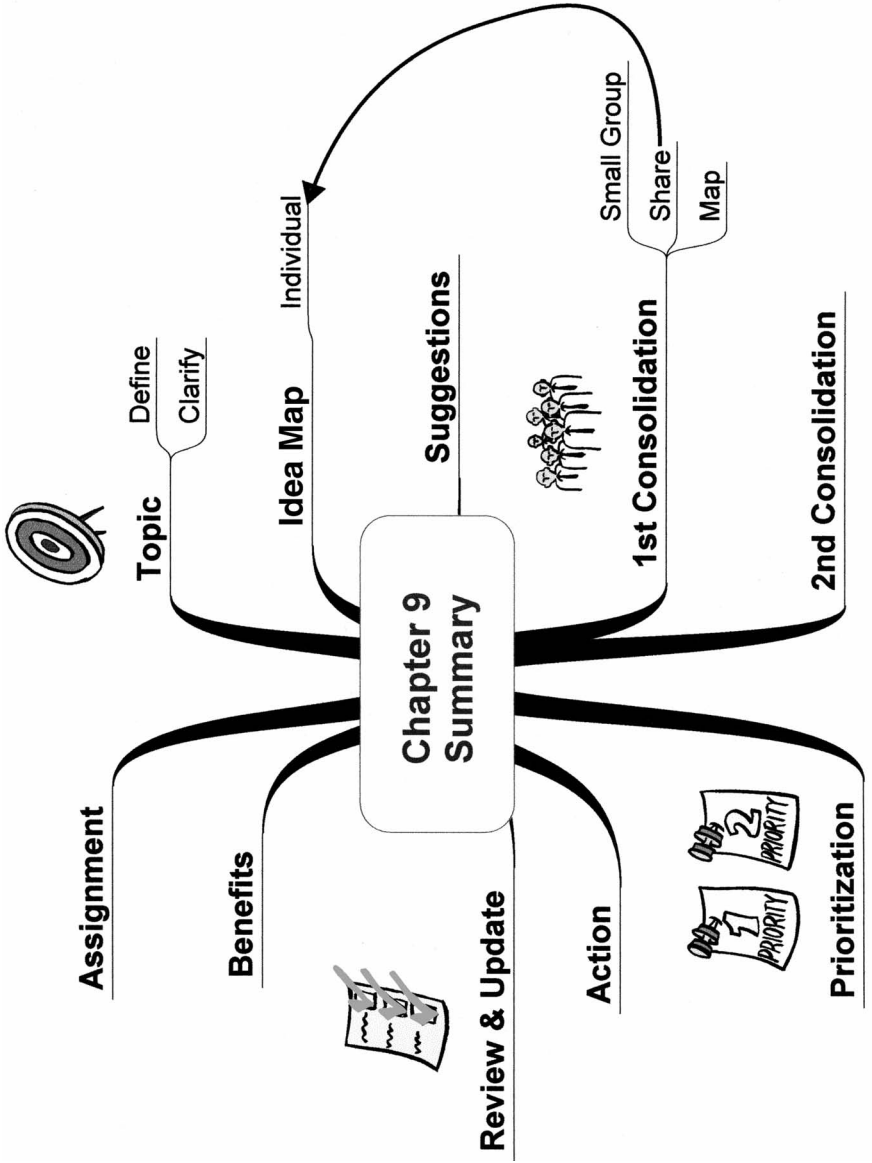 Chapter 9
Summary
Topic
Define
Clarify
Idea Map
Individual
Suggestions
1st Consolidation
Small Group
Share
Map
2nd Consolidation
Prioritization
1
PRIORITY
2
PRIORITY
Action
Review & Update
Benefits
Assignment